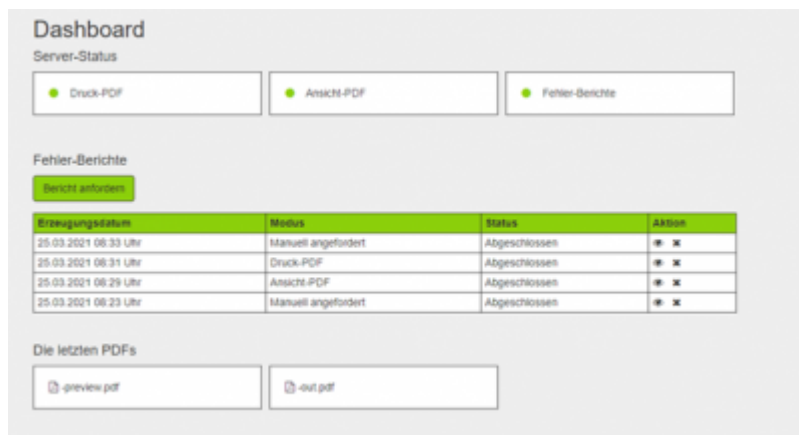 Dashboard
Server-Status
Druck-PDF Ansicht-PDF Fehler-Berichte
Fehler-Berichte
Bericht anfordern
Erzeugungsdatum Modus Status Aktion
25.03.2021 08:33 Uhr Manuell angefordert Abgeschlossen
25.03.2021 08:31 Uhr Druck-PDF Abgeschlossen
25.03.2021 08:29 Uhr Ansicht-PDF Abgeschlossen
25.03.2021 08:23 Uhr Manuell angefordert Abgeschlossen
Die letzten PDFs
-preview.pdf -out.pdf